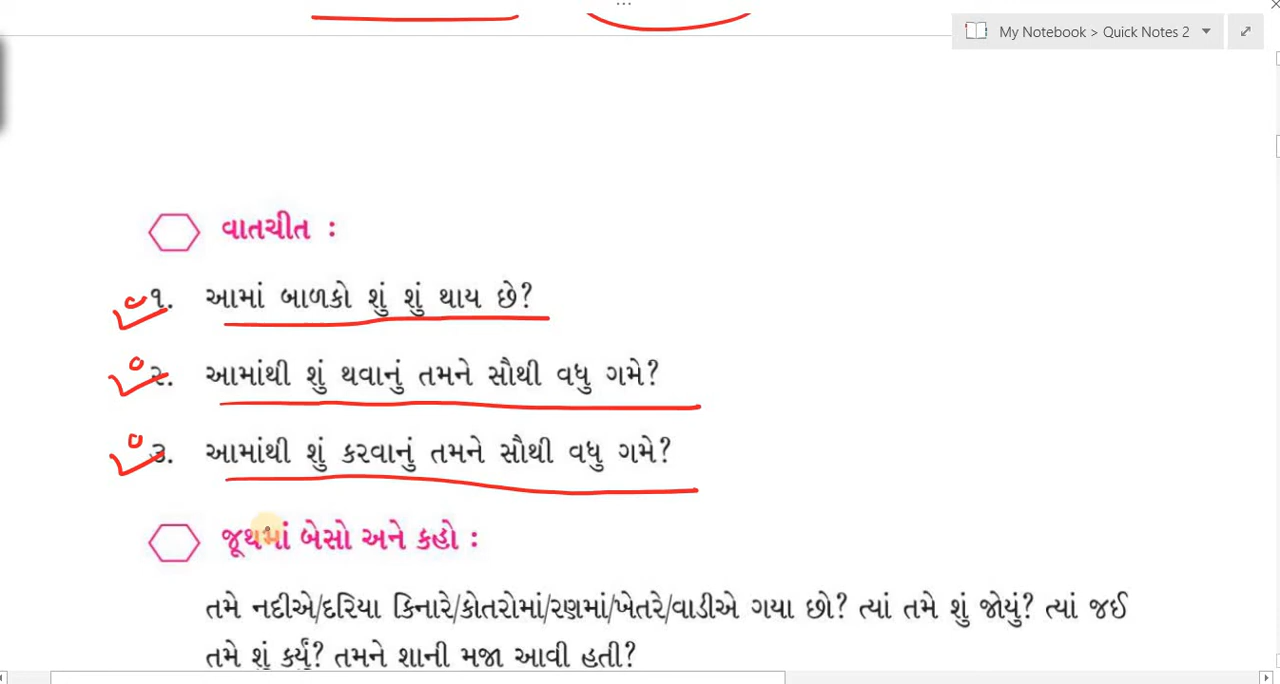 My Notebook > Quick Notes 2
વાતચીત :
૧. આમાં બાળકો શું શું થાય છે?
૨. આમાંથી શું થવાનું તમને સૌથી વધુ ગમે?
૩. આમાંથી શું કરવાનું તમને સૌથી વધુ ગમે?
જૂથમાં બેસો અને કહો :
તમે નદીએ/દરિયા કિનારે/કોતરોમાં/રણમાં/ખેતરે/વાડીએ ગયા છો? ત્યાં તમે શું જોયું? ત્યાં જઈ
તમે શું કર્યું? તમને શાની મજા આવી હતી?